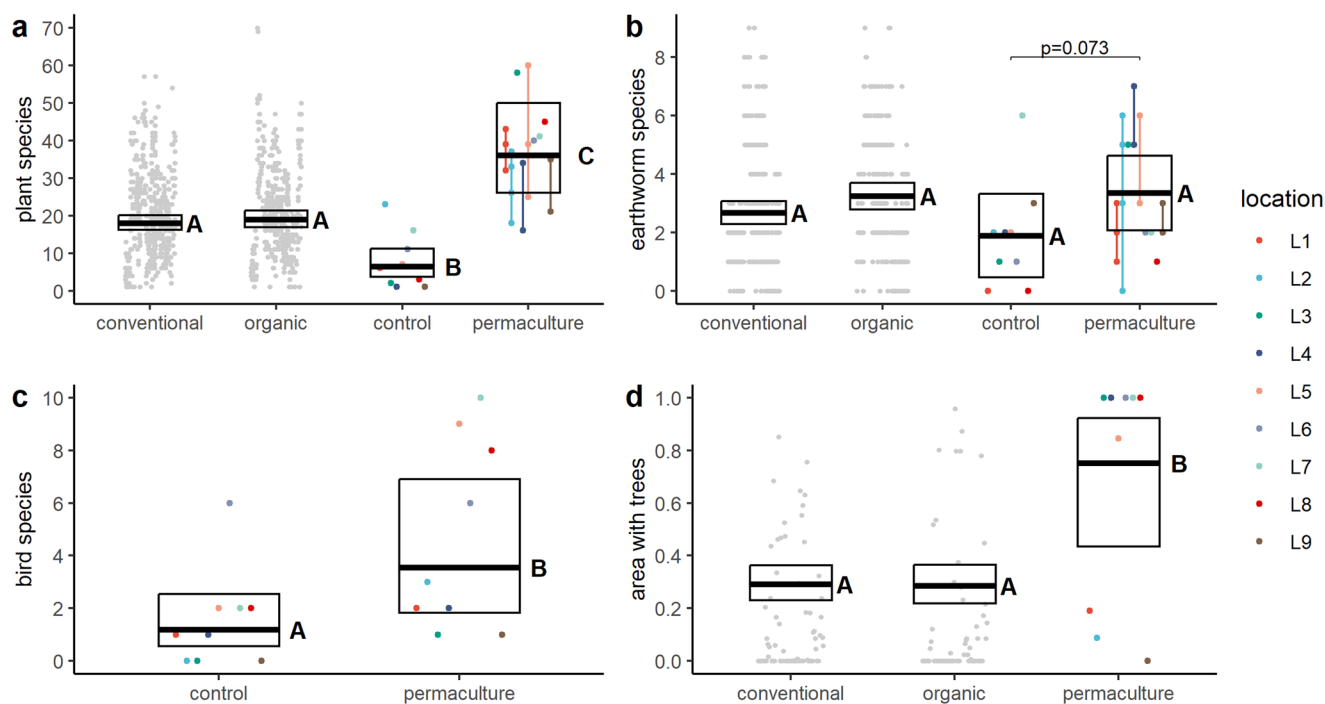 a
plant species
70
60
50
40
30
20
10
0
A
A
B
C
conventional
organic
control
permaculture
b
earthworm species
8
6
4
2
0
p=0.073
A
A
A
A
conventional
organic
control
permaculture
c
bird species
10
8
6
4
2
0
A
B
control
permaculture
d
area with trees
1.0
0.8
0.6
0.4
0.2
0.0
A
A
B
conventional
organic
permaculture
location
L1
L2
L3
L4
L5
L6
L7
L8
L9